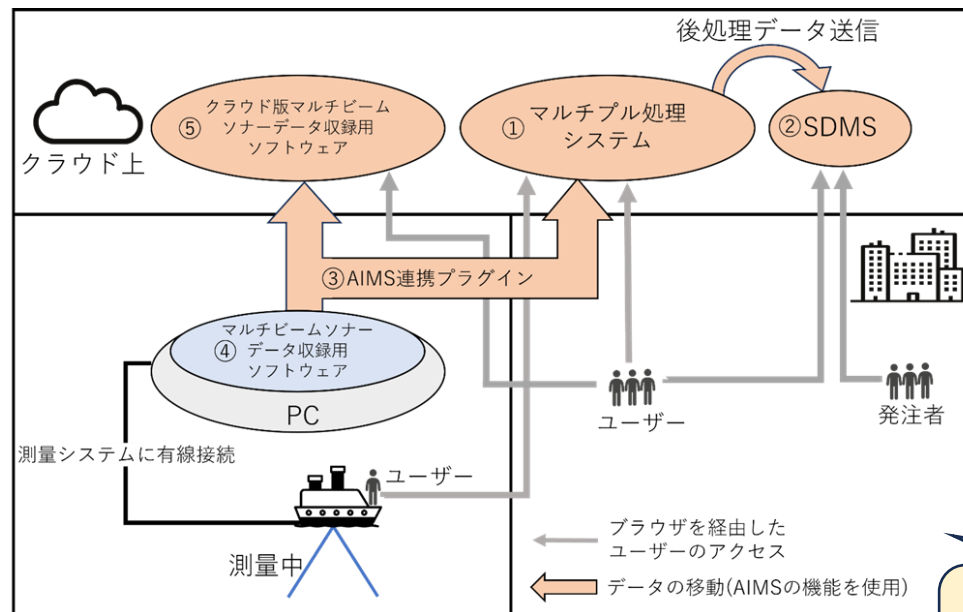 後処理データ送信
⑤ クラウド版マルチビーム
ソナーデータ収録用
ソフトウェア
① マルチプル処理
システム
②SDMS
クラウド上
③AIMS連携プラグイン
マルチビームソナー
④ データ収録用
ソフトウェア
PC
ユーザー
発注者
測量システムに有線接続
ユーザー
測量中
ブラウザを経由した
ユーザーのアクセス
データの移動(AIMSの機能を使用)